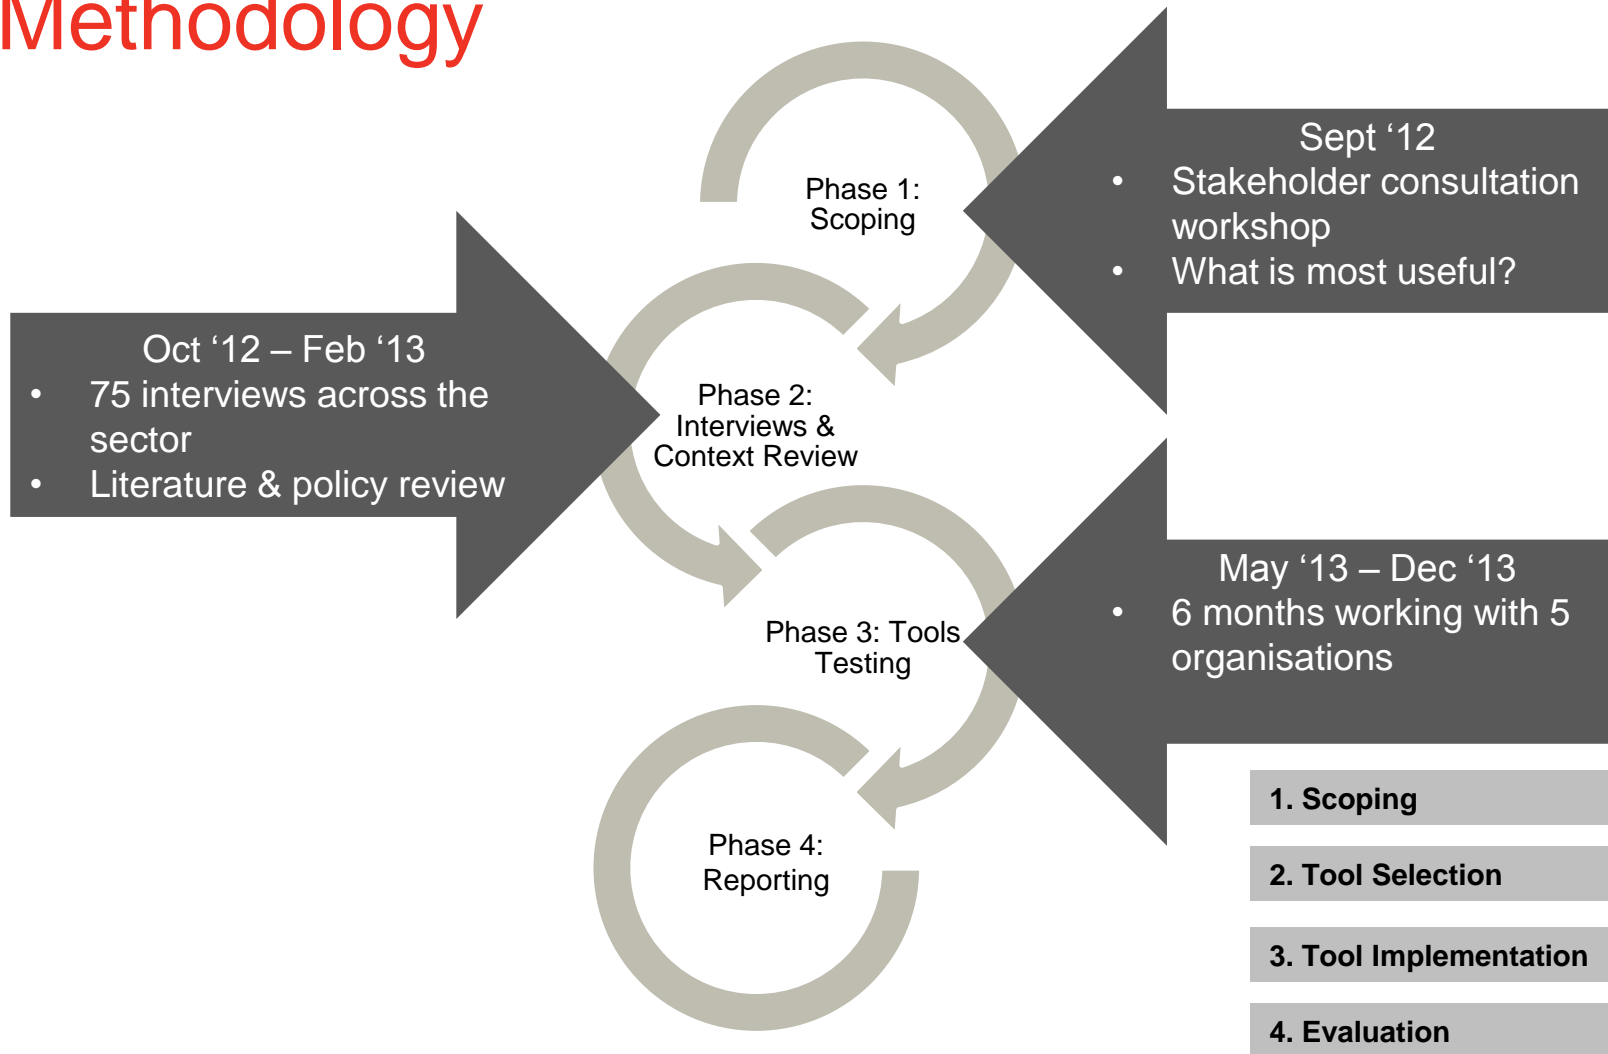 Methodology
Phase 1:
Scoping
Sept ‘12
• Stakeholder consultation
workshop
• What is most useful?
Oct ‘12 – Feb ‘13
• 75 interviews across the
sector
• Literature & policy review
Phase 2:
Interviews &
Context Review
Phase 3: Tools
Testing
May ‘13 – Dec ‘13
• 6 months working with 5
organisations
Phase 4:
Reporting
1. Scoping
2. Tool Selection
3. Tool Implementation
4. Evaluation